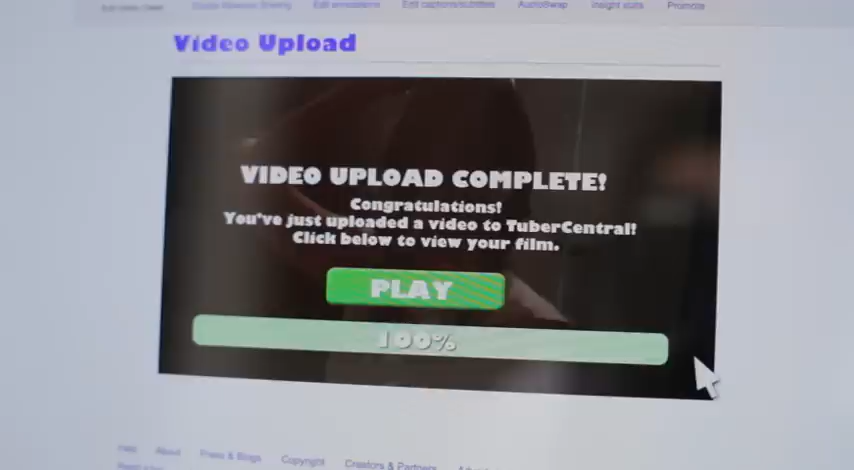 Edit annotations Edit captions/subtitles AudioSwap Insight stats Promote
Video Upload
VIDEO UPLOAD COMPLETE!
Congratulations!
You've just uploaded a video to TuberCentral!
Click below to view your film.
PLAY
100%
Help About Press & Blogs Copyright Creators & Partners